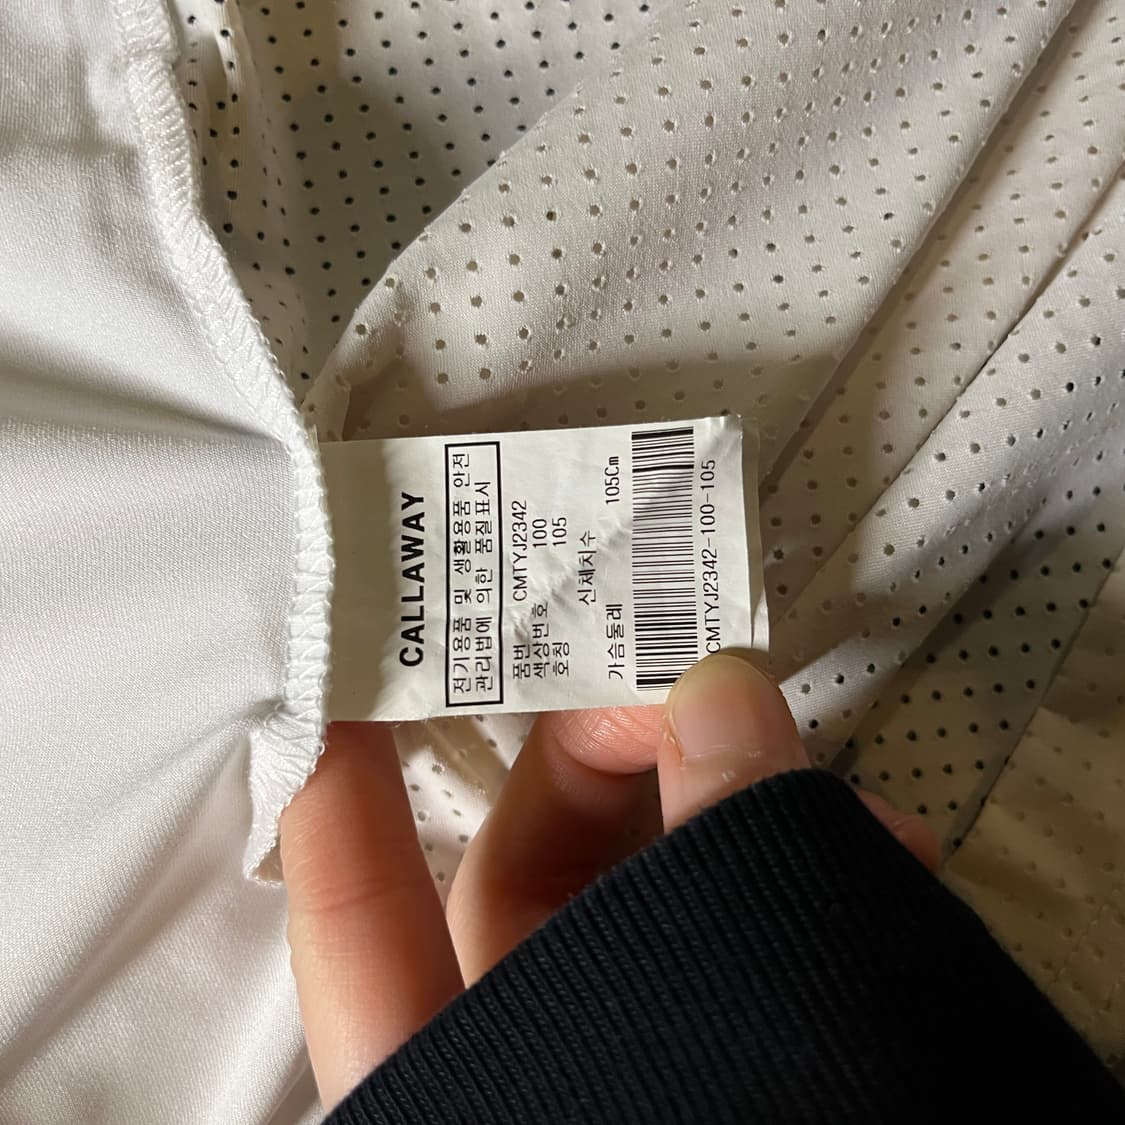 CALLAWAY
전기용품 및 생활용품 안전
관리법에 의한 품질표시
품번 CMTYJ2342
색상번호 100
호칭 105
신체치수
가슴둘레 105Cm
CMTYJ2342-100-105